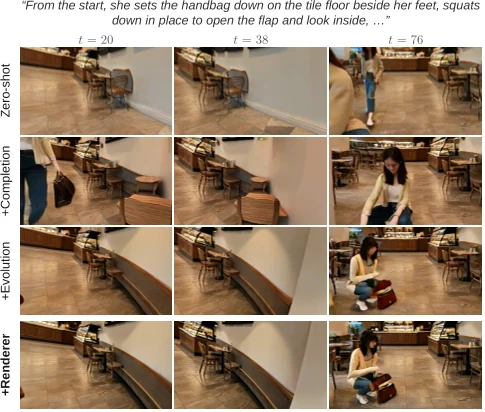 “From the start, she sets the handbag down on the tile floor beside her feet, squats
down in place to open the flap and look inside, …”
t = 20
t = 38
t = 76
Zero-shot
+Completion
+Evolution
+Renderer